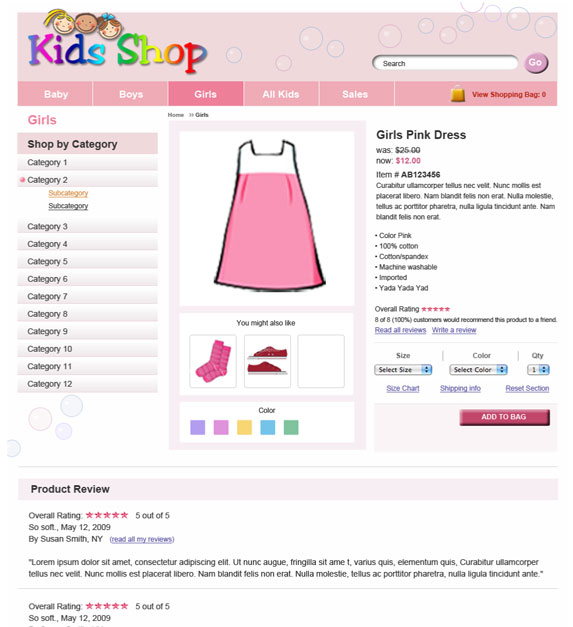 Kids Shop
Search
Go
Baby
Boys
Girls
All Kids
Sales
View Shopping Bag: 0
Girls
Home » Girls
Shop by Category
Category 1
Category 2
Subcategory
Subcategory
Category 3
Category 4
Category 5
Category 6
Category 7
Category 8
Category 9
Category 10
Category 11
Category 12
You might also like
Color
Girls Pink Dress
was: $25.00
now: $12.00
Item # AB123456
Curabitur ullamcorper tellus nec velit. Nunc mollis est
placerat libero. Nam blandit felis non erat. Nulla molestie,
tellus ac porttitor pharetra, nulla ligula tincidunt ante. Nam
blandit felis non erat.
• Color Pink
• 100% cotton
• Cotton/spandex
• Machine washable
• Imported
• Yada Yada Yad
Overall Rating
8 of 8 (100%) customers would recommend this product to a friend.
Read all reviews Write a review
Size Color Qty
Select Size Select Color 1
Size Chart Shipping info Reset Section
ADD TO BAG
Product Review
Overall Rating: 5 out of 5
So soft., May 12, 2009
By Susan Smith, NY (read all my reviews)
"Lorem ipsum dolor sit amet, consectetur adipiscing elit. Ut nunc augue, fringilla sit ame t, varius quis, elementum quis, Curabitur ullamcorper
tellus nec velit. Nunc mollis est placerat libero. Nam blandit felis non erat. Nulla molestie, tellus ac porttitor pharetra, nulla ligula tincidunt ante."
Overall Rating: 5 out of 5
So soft., May 12, 2009